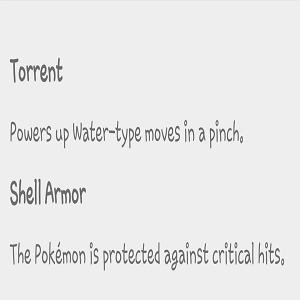 Torrent
Powers up Water-type moves in a pinch.
Shell Armor
The Pokémon is protected against critical hits.